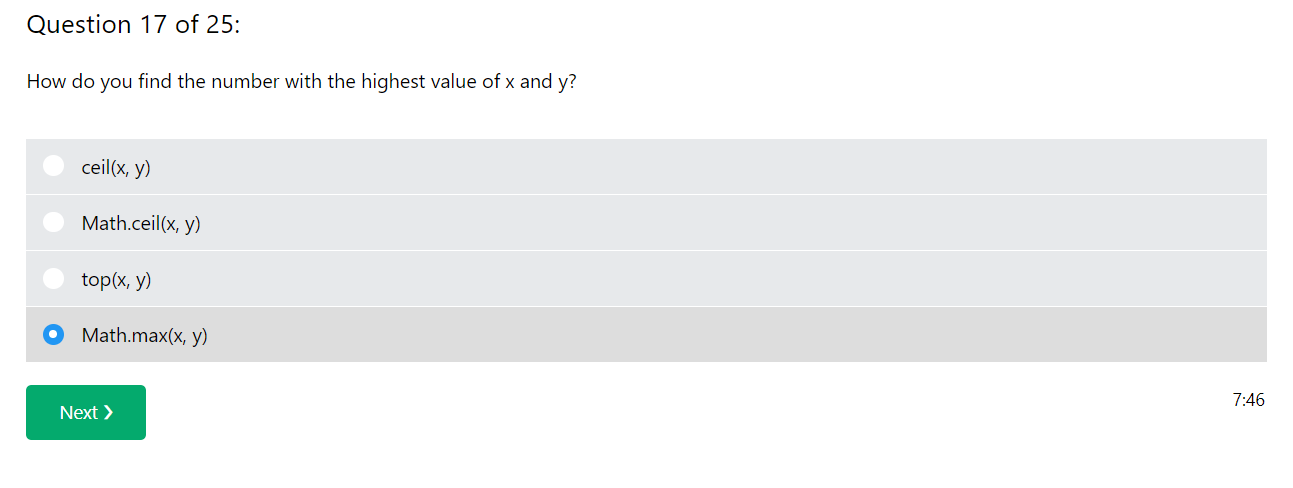 Question 17 of 25:
How do you find the number with the highest value of x and y?
ceil(x, y)
Math.ceil(x, y)
top(x, y)
Math.max(x, y)
Next ❯
7:46